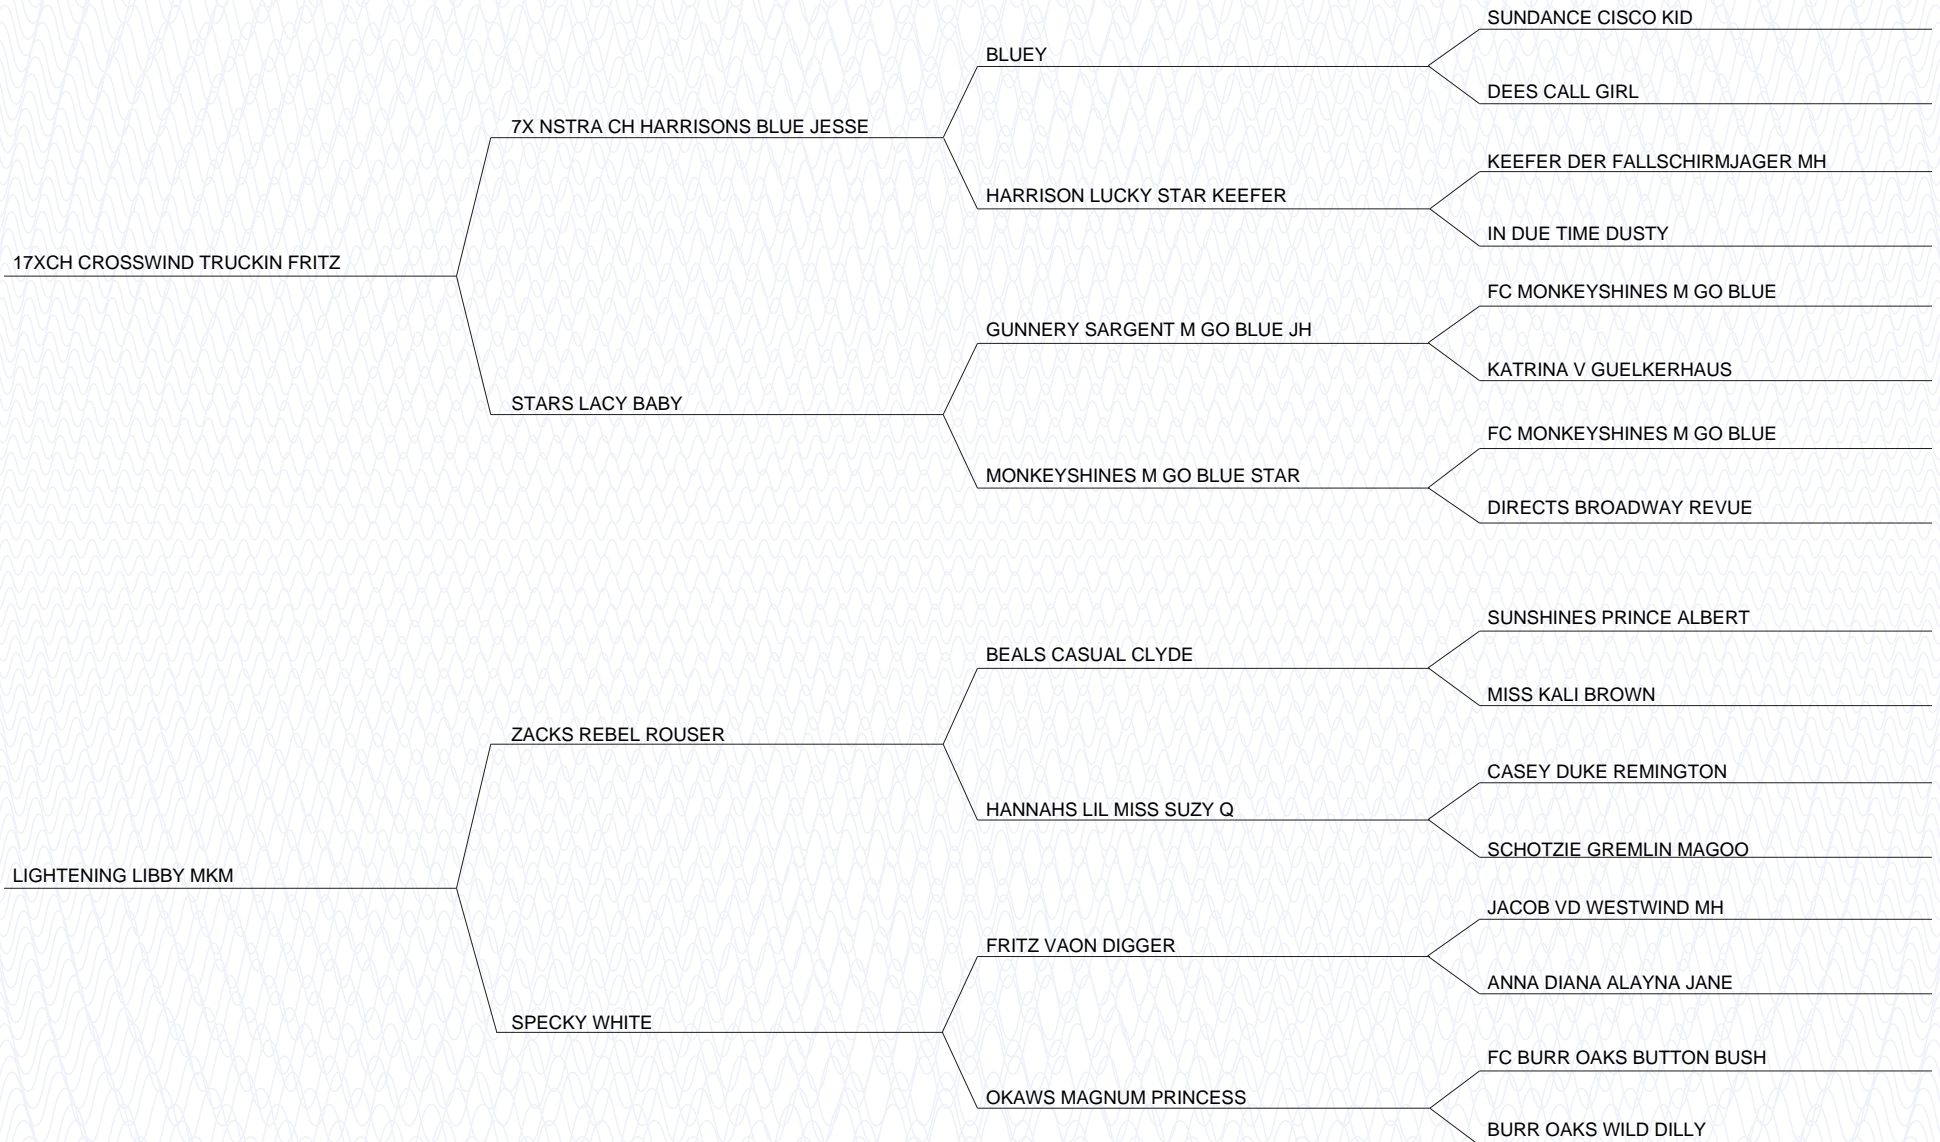 SUNDANCE CISCO KID
BLUEY
DEES CALL GIRL
7X NSTRA CH HARRISONS BLUE JESSE
KEEFER DER FALLSCHIRMJAGER MH
HARRISON LUCKY STAR KEEFER
IN DUE TIME DUSTY
17XCH CROSSWIND TRUCKIN FRITZ
FC MONKEYSHINES M GO BLUE
GUNNERY SARGENT M GO BLUE JH
KATRINA V GUELKERHAUS
STARS LACY BABY
FC MONKEYSHINES M GO BLUE
MONKEYSHINES M GO BLUE STAR
DIRECTS BROADWAY REVUE
SUNSHINES PRINCE ALBERT
BEALS CASUAL CLYDE
MISS KALI BROWN
ZACKS REBEL ROUSER
CASEY DUKE REMINGTON
HANNAHS LIL MISS SUZY Q
SCHOTZIE GREMLIN MAGOO
LIGHTENING LIBBY MKM
JACOB VD WESTWIND MH
FRITZ VAON DIGGER
ANNA DIANA ALAYNA JANE
SPECKY WHITE
FC BURR OAKS BUTTON BUSH
OKAWS MAGNUM PRINCESS
BURR OAKS WILD DILLY